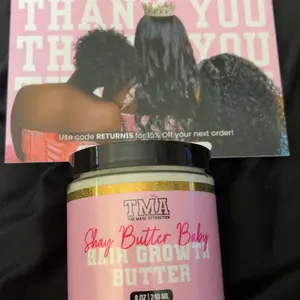 THANK YOU
THANK YOU
Use code RETURN15 for 15% Off your next order!
TMA
THE MANE ATTRACTION
Shay Butter Baby
HAIR GROWTH
BUTTER
8 OZ | 240 ML